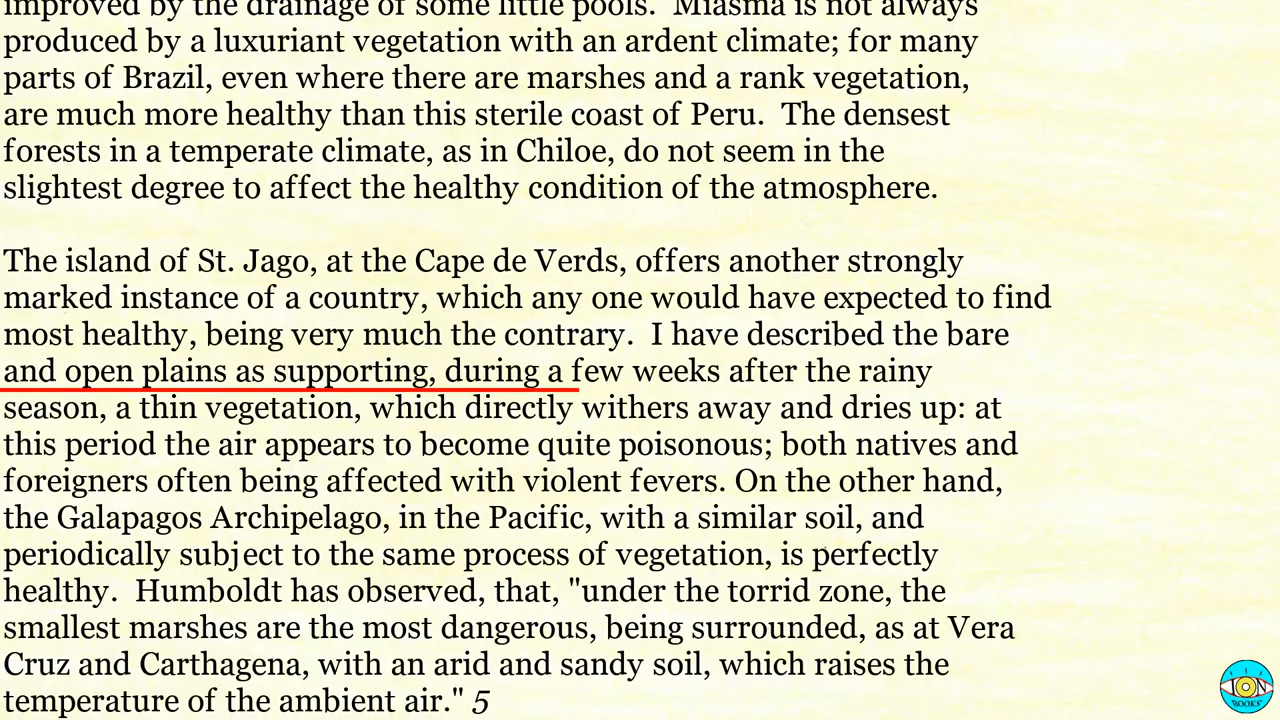 improved by the drainage of some little pools.  Miasma is not always
produced by a luxuriant vegetation with an ardent climate; for many
parts of Brazil, even where there are marshes and a rank vegetation,
are much more healthy than this sterile coast of Peru.  The densest
forests in a temperate climate, as in Chiloe, do not seem in the
slightest degree to affect the healthy condition of the atmosphere.
The island of St. Jago, at the Cape de Verds, offers another strongly
marked instance of a country, which any one would have expected to find
most healthy, being very much the contrary.  I have described the bare
and open plains as supporting, during a few weeks after the rainy
season, a thin vegetation, which directly withers away and dries up: at
this period the air appears to become quite poisonous; both natives and
foreigners often being affected with violent fevers. On the other hand,
the Galapagos Archipelago, in the Pacific, with a similar soil, and
periodically subject to the same process of vegetation, is perfectly
healthy.  Humboldt has observed, that, "under the torrid zone, the
smallest marshes are the most dangerous, being surrounded, as at Vera
Cruz and Carthagena, with an arid and sandy soil, which raises the
temperature of the ambient air." 5
ION
BOOKS